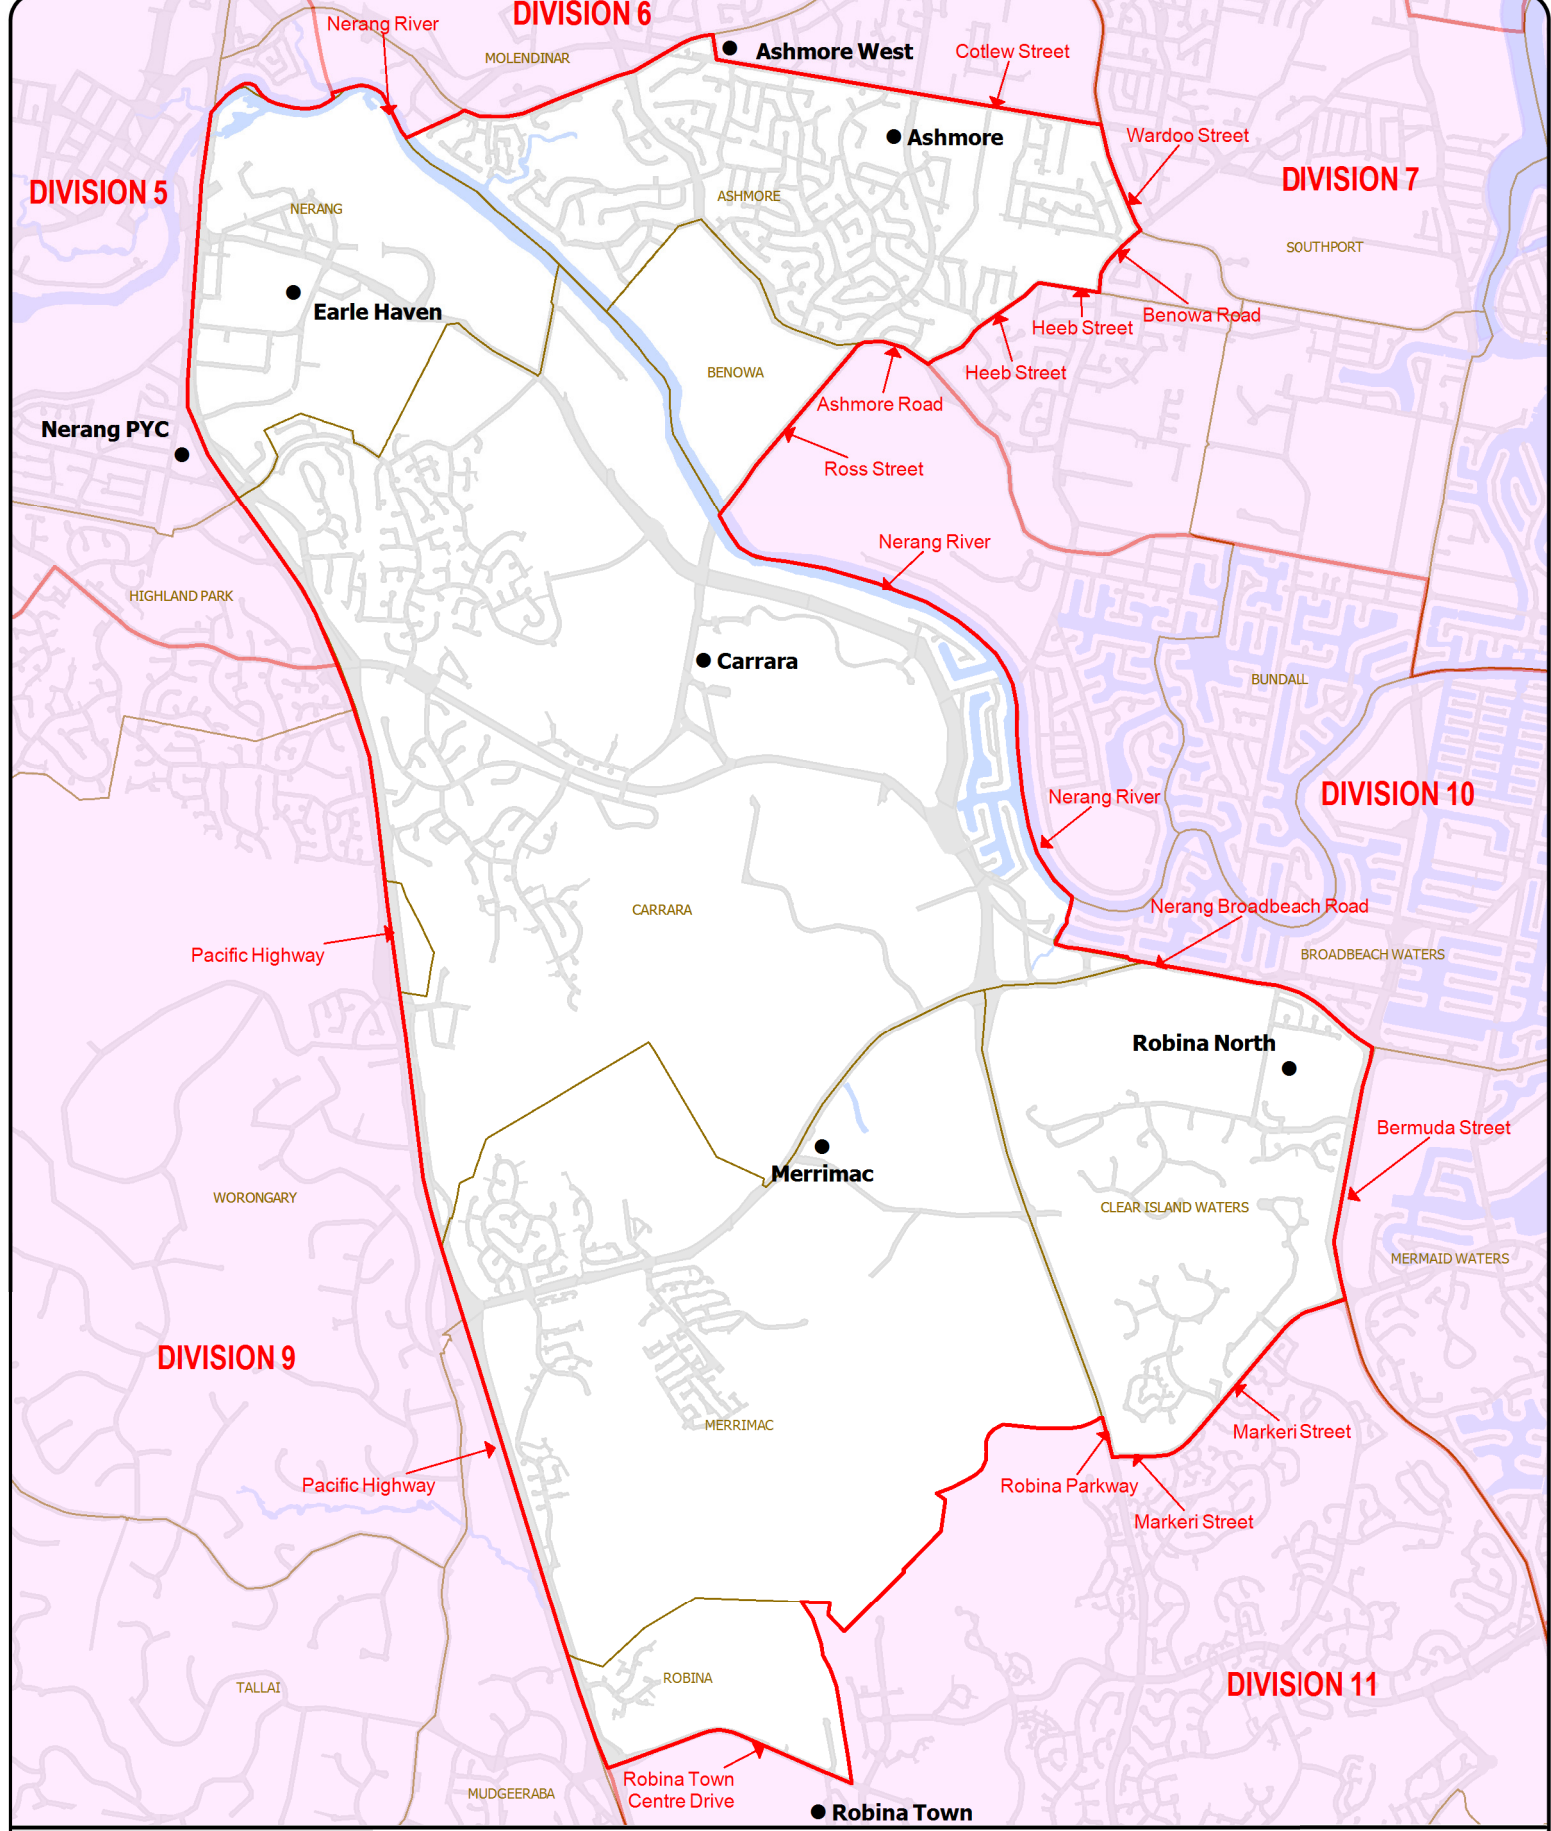 DIVISION 6
Nerang River
MOLENDINAR
Ashmore West
Cotlew Street
Ashmore
Wardoo Street
DIVISION 5
DIVISION 7
NERANG
ASHMORE
SOUTHPORT
Earle Haven
Benowa Road
Heeb Street
BENOWA
Heeb Street
Ashmore Road
Nerang PYC
Ross Street
Nerang River
HIGHLAND PARK
Carrara
BUNDALL
DIVISION 10
Nerang River
CARRARA
Nerang Broadbeach Road
Pacific Highway
BROADBEACH WATERS
Robina North
Bermuda Street
Merrimac
WORONGARY
CLEAR ISLAND WATERS
MERMAID WATERS
DIVISION 9
MERRIMAC
Markeri Street
Pacific Highway
Robina Parkway
Markeri Street
ROBINA
DIVISION 11
TALLAI
Robina Town
Centre Drive
MUDGEERABA
Robina Town